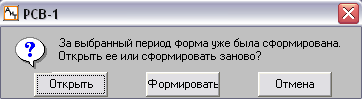 РСВ-1
За выбранный период форма уже была сформирована.
Открыть ее или сформировать заново?
Открыть Формировать Отмена